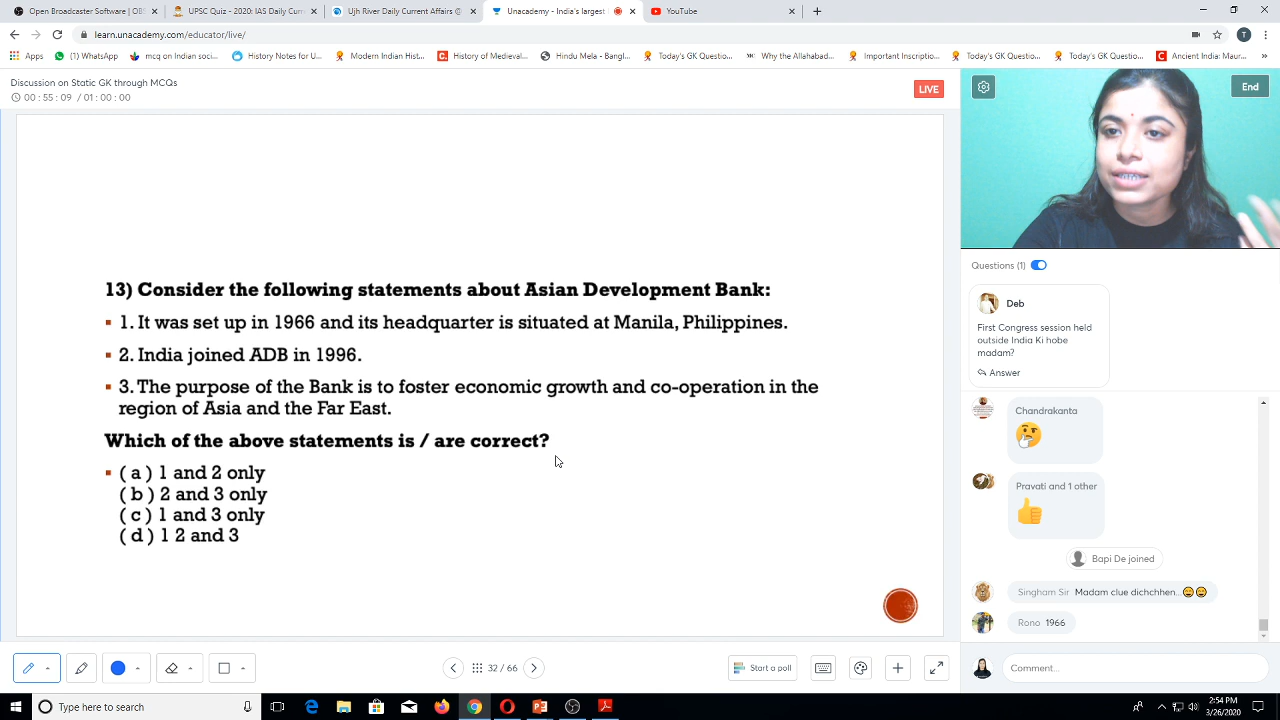 Open Broadcaster Software | OB:
UPSC Quiz - 2020: IAS Daily Curr
Ujh River Daily Current Affairs @
Unacademy - India's largest l
YouTube
learn.unacademy.com/educator/live/
Apps
(1) WhatsApp
mcq on indian soci...
History Notes for U...
Modern Indian Hist...
History of Medieval...
Hindu Mela - Bangl...
Today's GK Questio...
Why the Allahabad...
Important Inscriptio...
Today's GK Questio...
Today's GK Questio...
Ancient India: Maur...
Discussion on Static GK through MCQs
00 : 55 : 09 / 01 : 00 : 00
LIVE
End
13) Consider the following statements about Asian Development Bank:
1. It was set up in 1966 and its headquarter is situated at Manila, Philippines.
2. India joined ADB in 1996.
3. The purpose of the Bank is to foster economic growth and co-operation in the
region of Asia and the Far East.
Which of the above statements is / are correct?
( a ) 1 and 2 only
( b ) 2 and 3 only
( c ) 1 and 3 only
( d ) 1 2 and 3
Questions (1)
Deb
First Congress session held
outside India Ki hobe
madam?
Answer
Chandrakanta
Pravati and 1 other
Bapi De joined
Singham Sir Madam clue dichchhen...
Rono 1966
32 / 66
Start a poll
Comment...
Type here to search
2:54 PM
3/26/2020